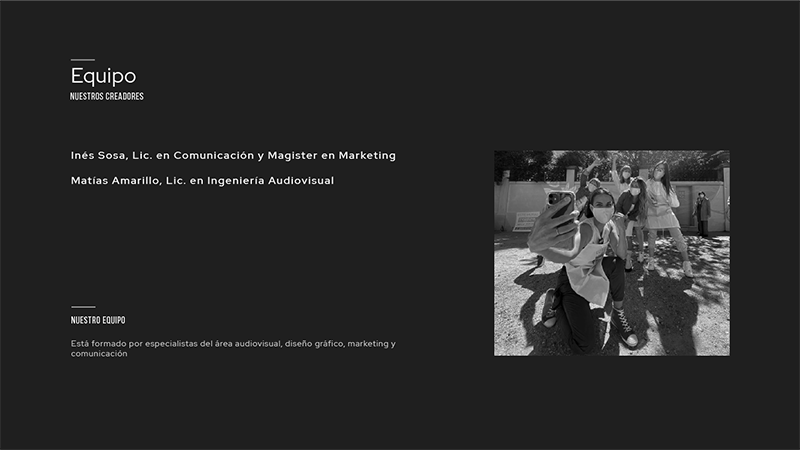 Equipo
NUESTROS CREADORES
Inés Sosa, Lic. en Comunicación y Magister en Marketing
Matías Amarillo, Lic. en Ingeniería Audiovisual
NUESTRO EQUIPO
Está formado por especialistas del área audiovisual, diseño gráfico, marketing y
comunicación